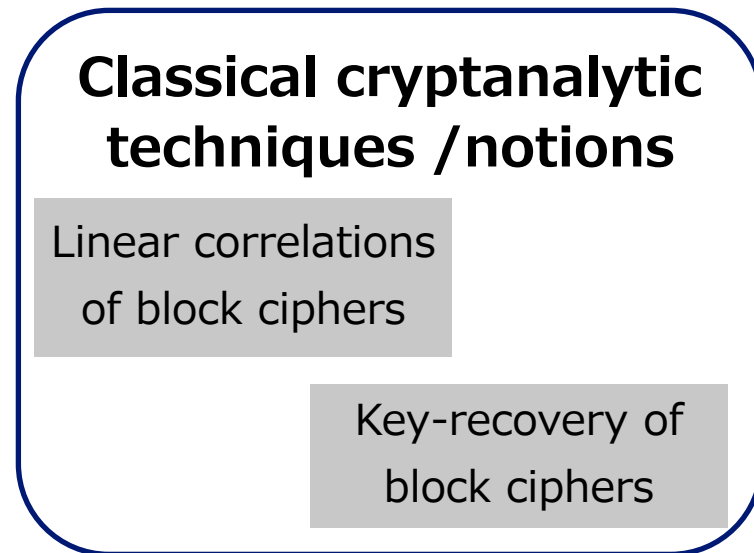 Classical cryptanalytic
techniques /notions
Linear correlations
of block ciphers
Key-recovery of
block ciphers